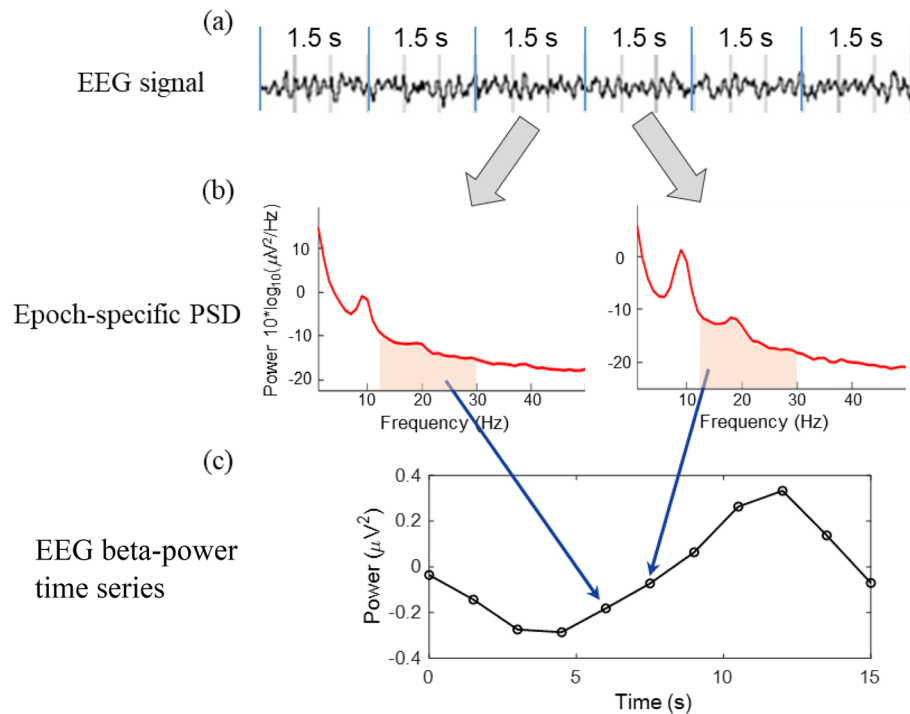 (a)
1.5 s 1.5 s 1.5 s 1.5 s 1.5 s 1.5 s
EEG signal
(b)
Epoch-specific PSD
Power 10*log₁₀(μV²/Hz)
10
0
-10
-20
10 20 30 40
Frequency (Hz)
0
-10
-20
10 20 30 40
Frequency (Hz)
(c)
EEG beta-power
time series
Power (μV²)
0.4
0.2
0
-0.2
-0.4
0 5 10 15
Time (s)